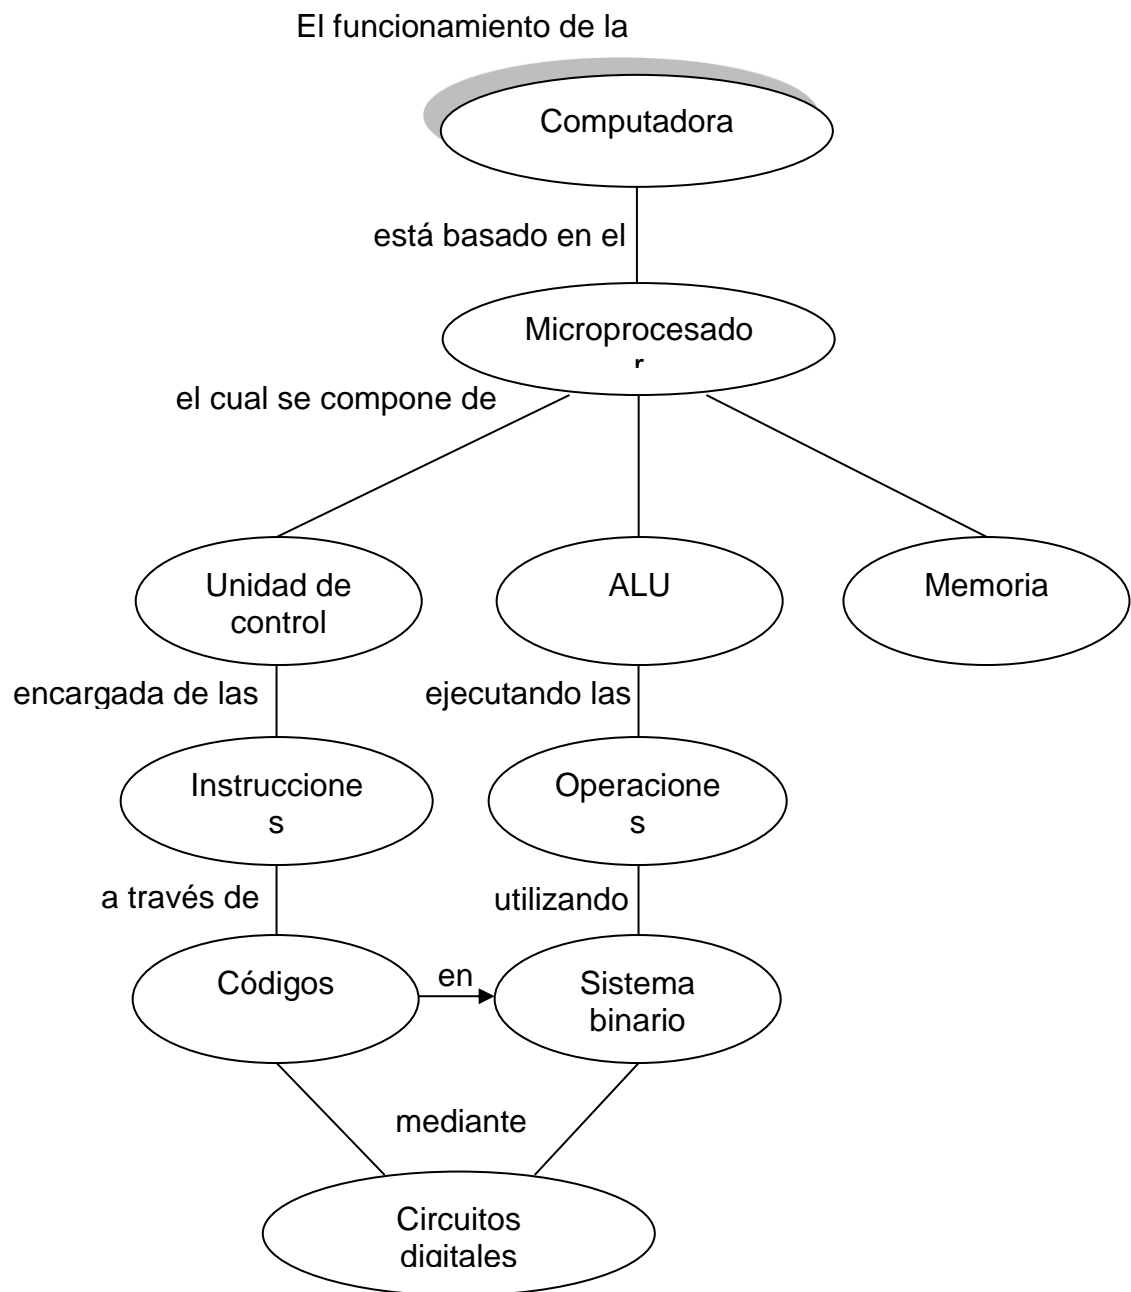 El funcionamiento de la
Computadora
está basado en el
Microprocesado
r
el cual se compone de
Unidad de
control
ALU
Memoria
encargada de las
ejecutando las
Instruccione
s
Operacione
s
a través de
utilizando
Códigos
en
Sistema
binario
mediante
Circuitos
digitales